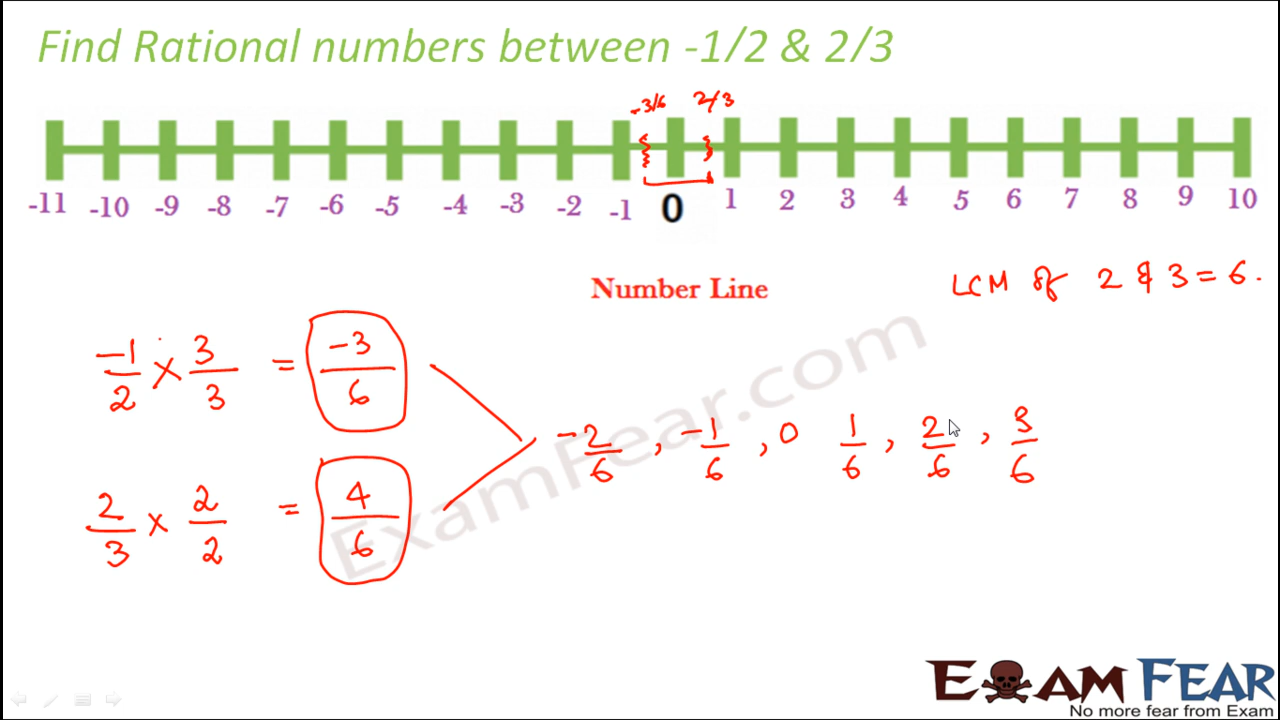 Find Rational numbers between -1/2 & 2/3
-3/6 2/3
-11 -10 -9 -8 -7 -6 -5 -4 -3 -2 -1 0 1 2 3 4 5 6 7 8 9 10
Number Line
LCM of 2 & 3 = 6.
-1/2 × 3/3 = -3/6
-2/6 , -1/6 , 0 1/6 , 2/6 , 3/6
2/3 × 2/2 = 4/6
ExamFear.com
EXAM FEAR
No more fear from Exam